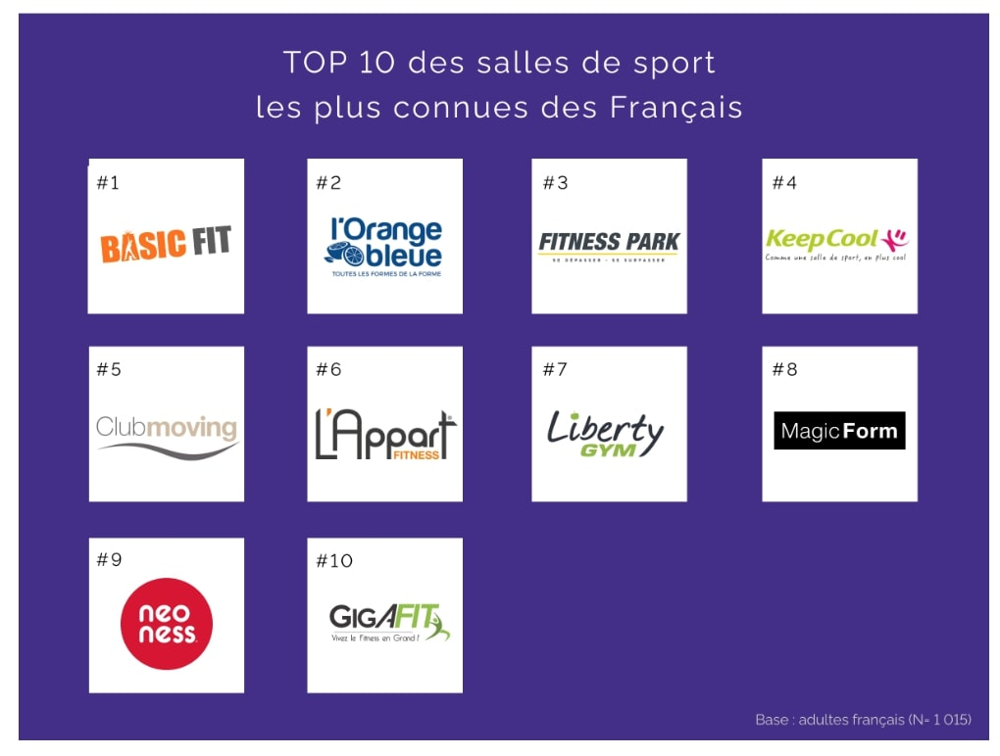 TOP 10 des salles de sport
les plus connues des Français
#1
BASIC FIT
#2
l'Orange
bleue
TOUTES LES FORMES DE LA FORME
#3
FITNESS PARK
SE DÉPASSER - SE SURPASSER
#4
KeepCool
Comme une salle de sport, en plus cool
#5
Clubmoving
#6
L'Appart
FITNESS
#7
Liberty
GYM
#8
MagicForm
#9
neo
ness
#10
GIGAFIT
Vivez le Fitness en Grand !
Base : adultes français (N= 1 015)